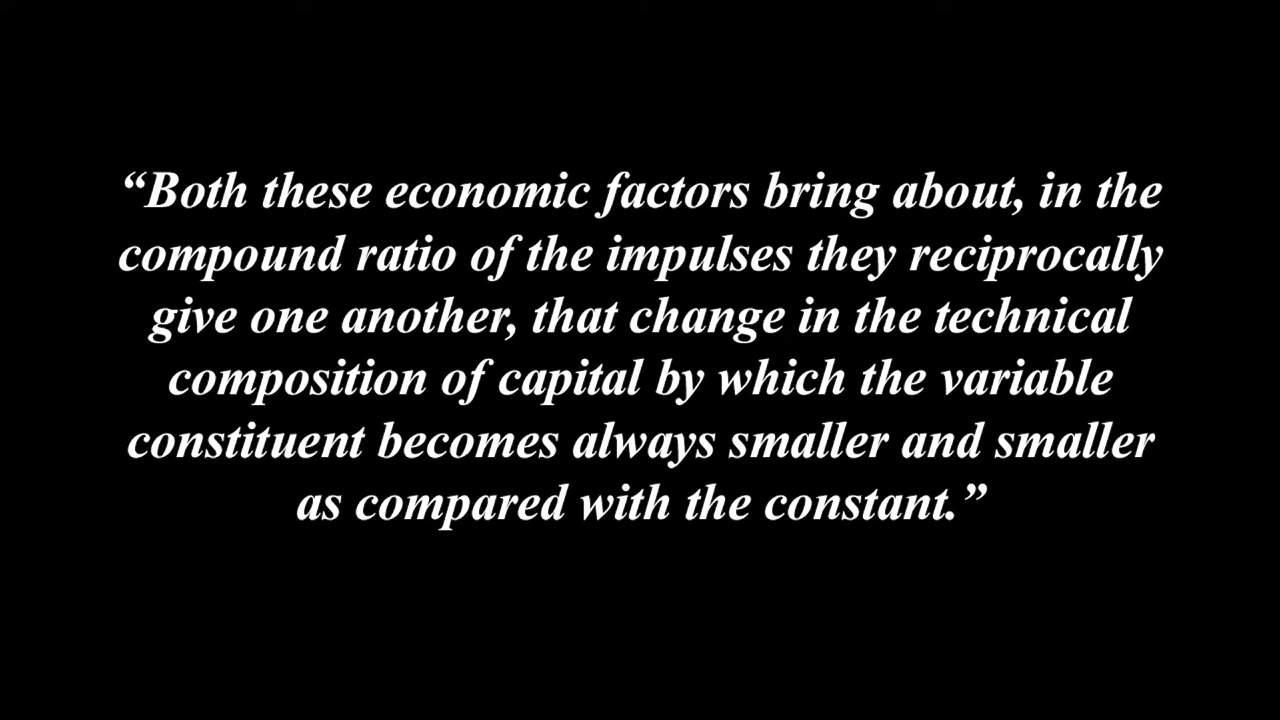 “Both these economic factors bring about, in the
compound ratio of the impulses they reciprocally
give one another, that change in the technical
composition of capital by which the variable
constituent becomes always smaller and smaller
as compared with the constant.”